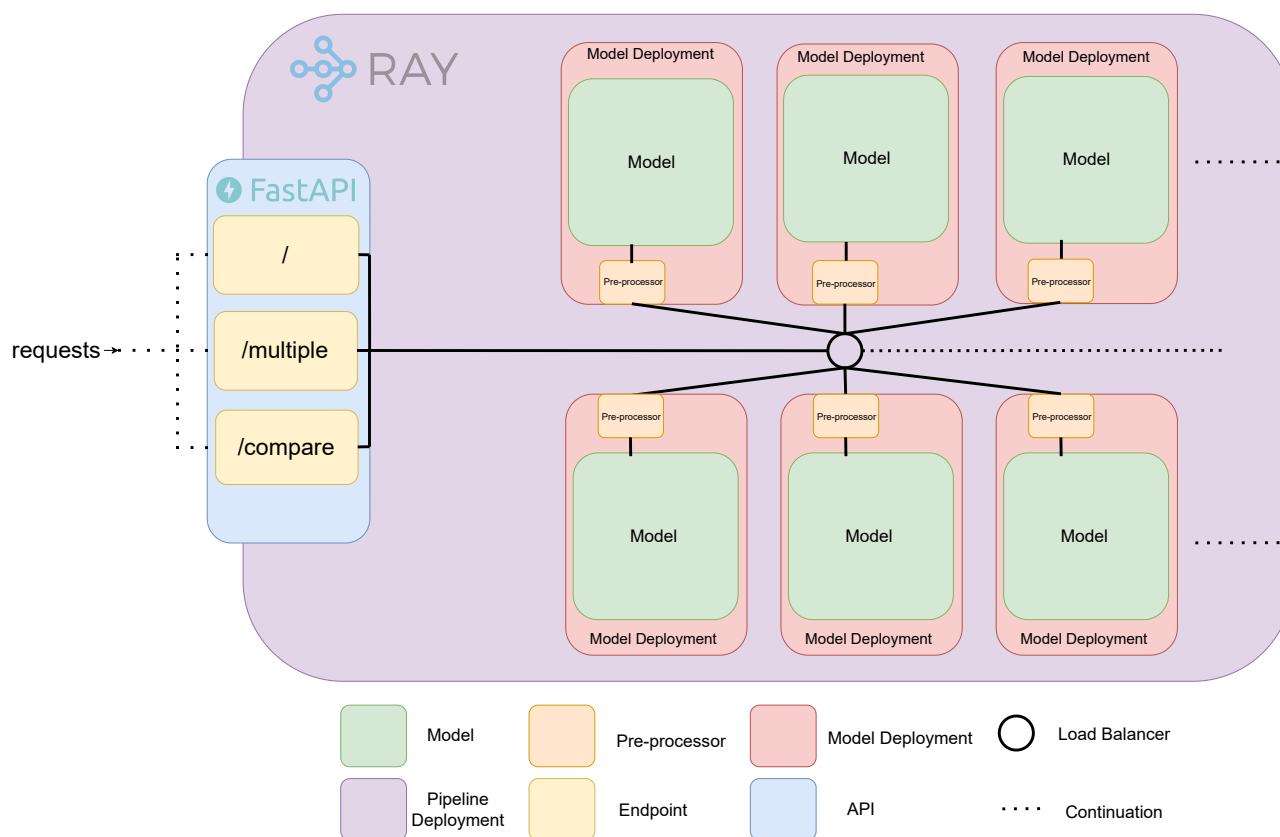 RAY
Model Deployment
Model Deployment
Model Deployment
Model
Model
Model
Pre-processor
Pre-processor
Pre-processor
FastAPI
/
/multiple
/compare
requests
Pre-processor
Pre-processor
Pre-processor
Model
Model
Model
Model Deployment
Model Deployment
Model Deployment
Model
Pre-processor
Model Deployment
Load Balancer
Pipeline
Deployment
Endpoint
API
Continuation